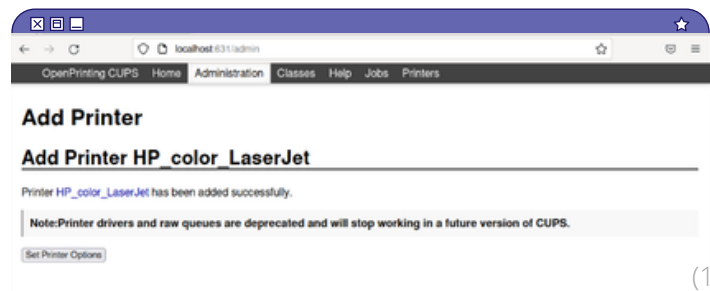 localhost:631/admin
OpenPrinting CUPS Home Administration Classes Help Jobs Printers
Add Printer
Add Printer HP_color_LaserJet
Printer HP_color_LaserJet has been added successfully.
Note:Printer drivers and raw queues are deprecated and will stop working in a future version of CUPS.
Set Printer Options
(1